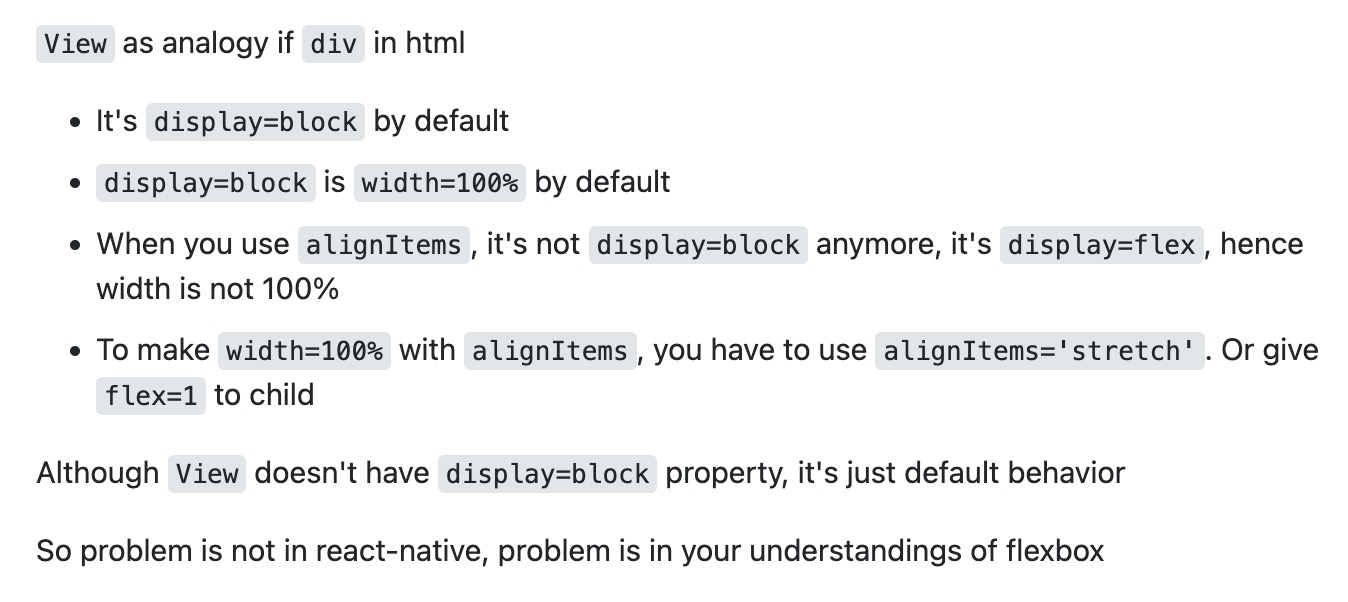 View as analogy if div in html
• It's display=block by default
• display=block is width=100% by default
• When you use alignItems, it's not display=block anymore, it's display=flex, hence
width is not 100%
• To make width=100% with alignItems, you have to use alignItems='stretch'. Or give
flex=1 to child
Although View doesn't have display=block property, it's just default behavior
So problem is not in react-native, problem is in your understandings of flexbox